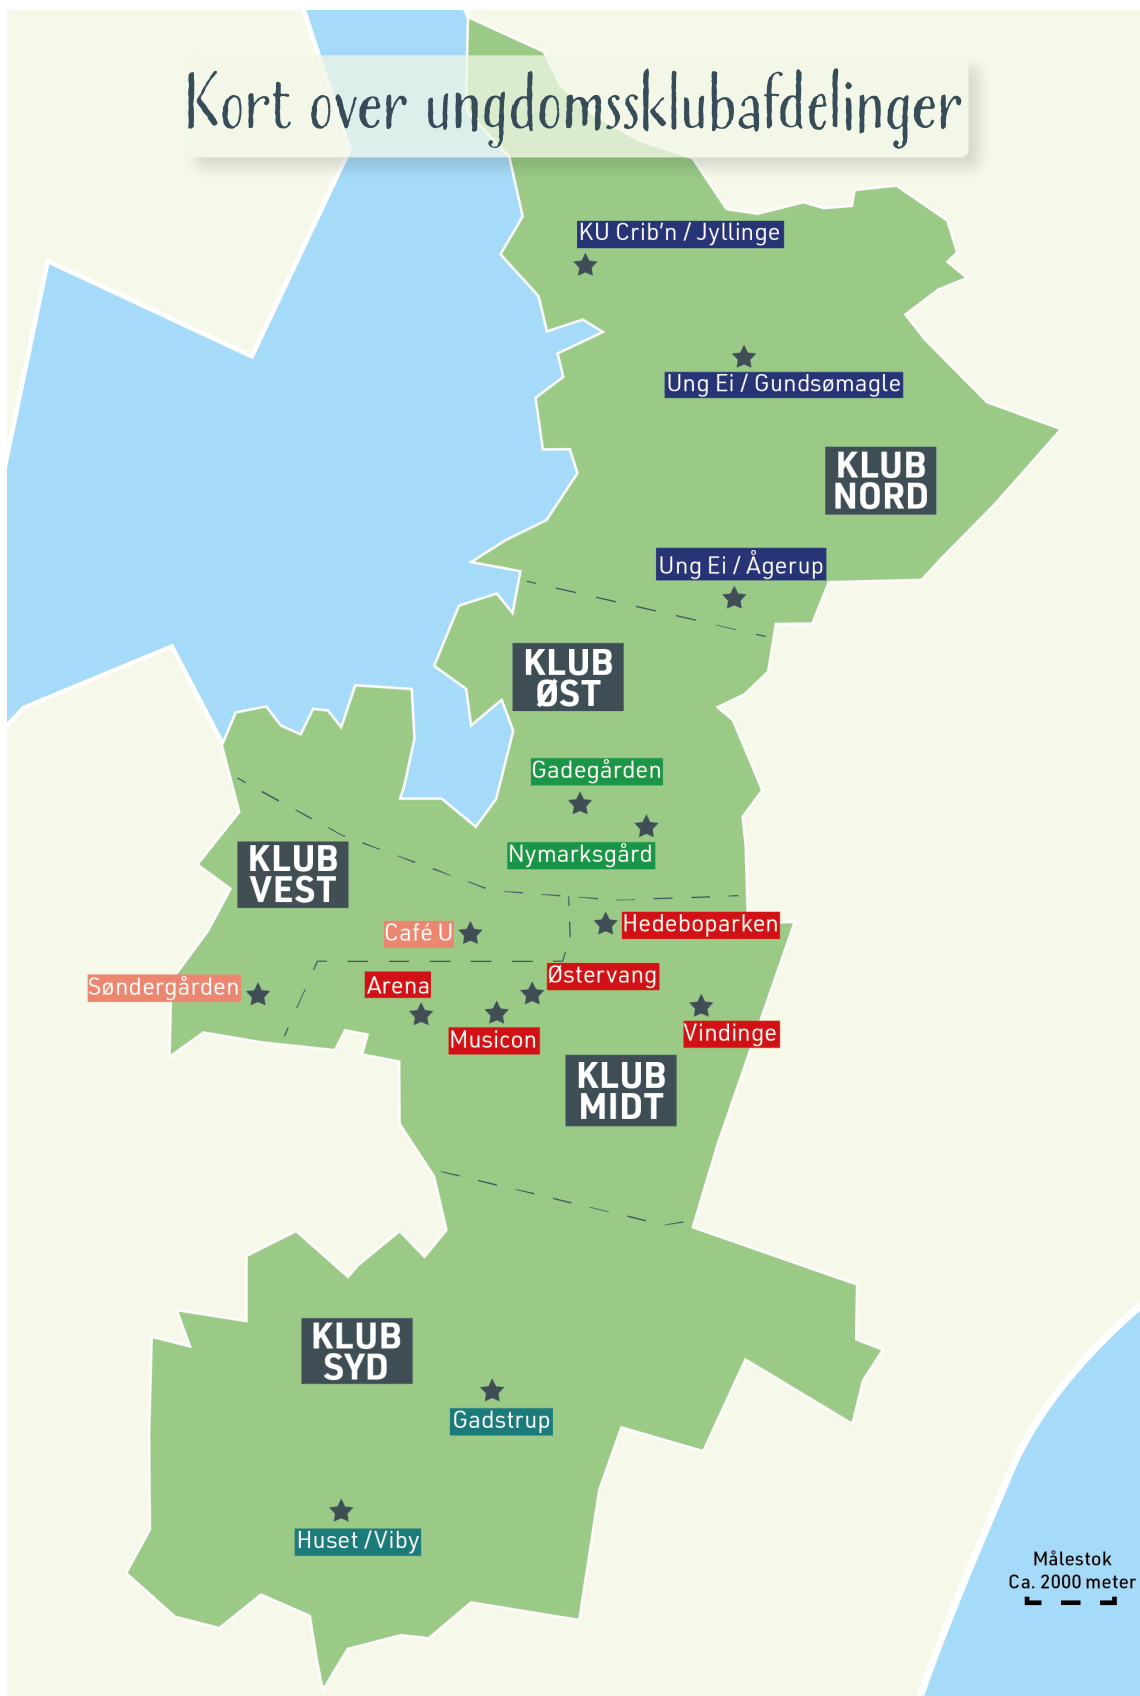 Kort over ungdomssklubafdelinger
KU Crib’n / Jyllinge
Ung Ei / Gundsømagle
KLUB
NORD
Ung Ei / Ågerup
KLUB
ØST
Gadegården
Nymarksgård
KLUB
VEST
Café U
Hedeboparken
Søndergården
Arena
Østervang
Musicon
Vindinge
KLUB
MIDT
KLUB
SYD
Gadstrup
Huset /Viby
Målestok
Ca. 2000 meter